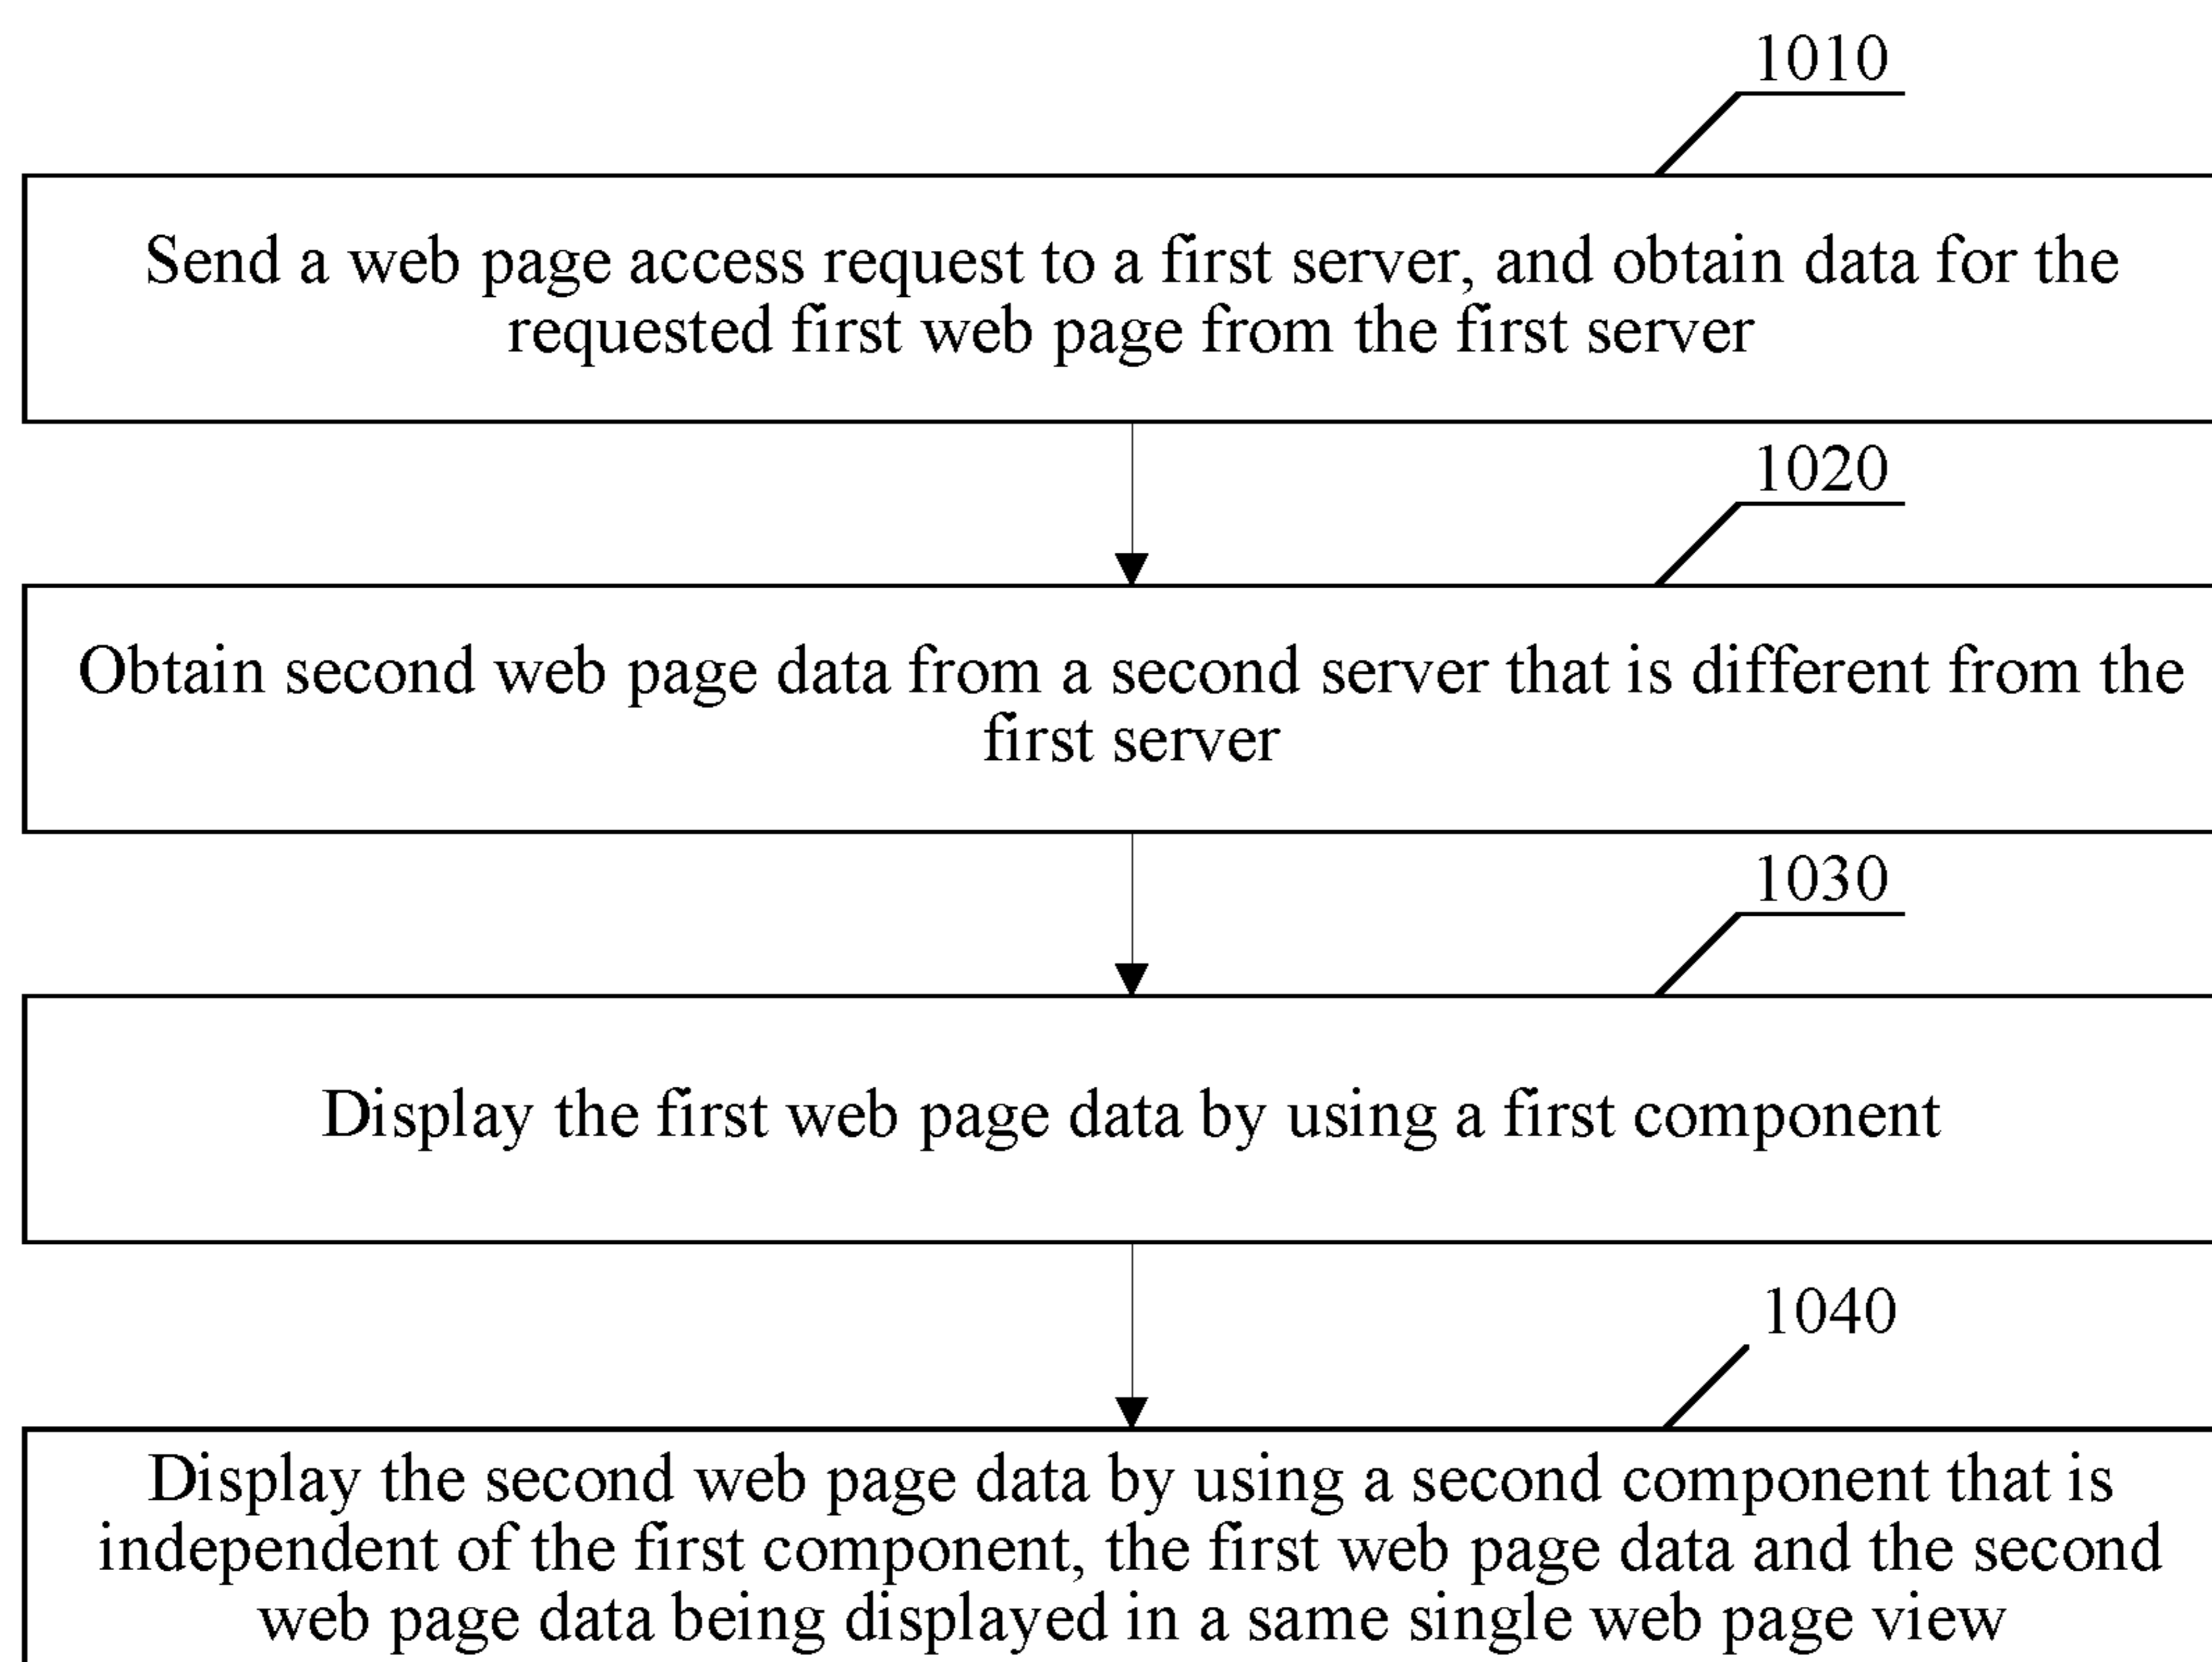 1010
Send a web page access request to a first server, and obtain data for the
requested first web page from the first server
1020
Obtain second web page data from a second server that is different from the
first server
1030
Display the first web page data by using a first component
1040
Display the second web page data by using a second component that is
independent of the first component, the first web page data and the second
web page data being displayed in a same single web page view